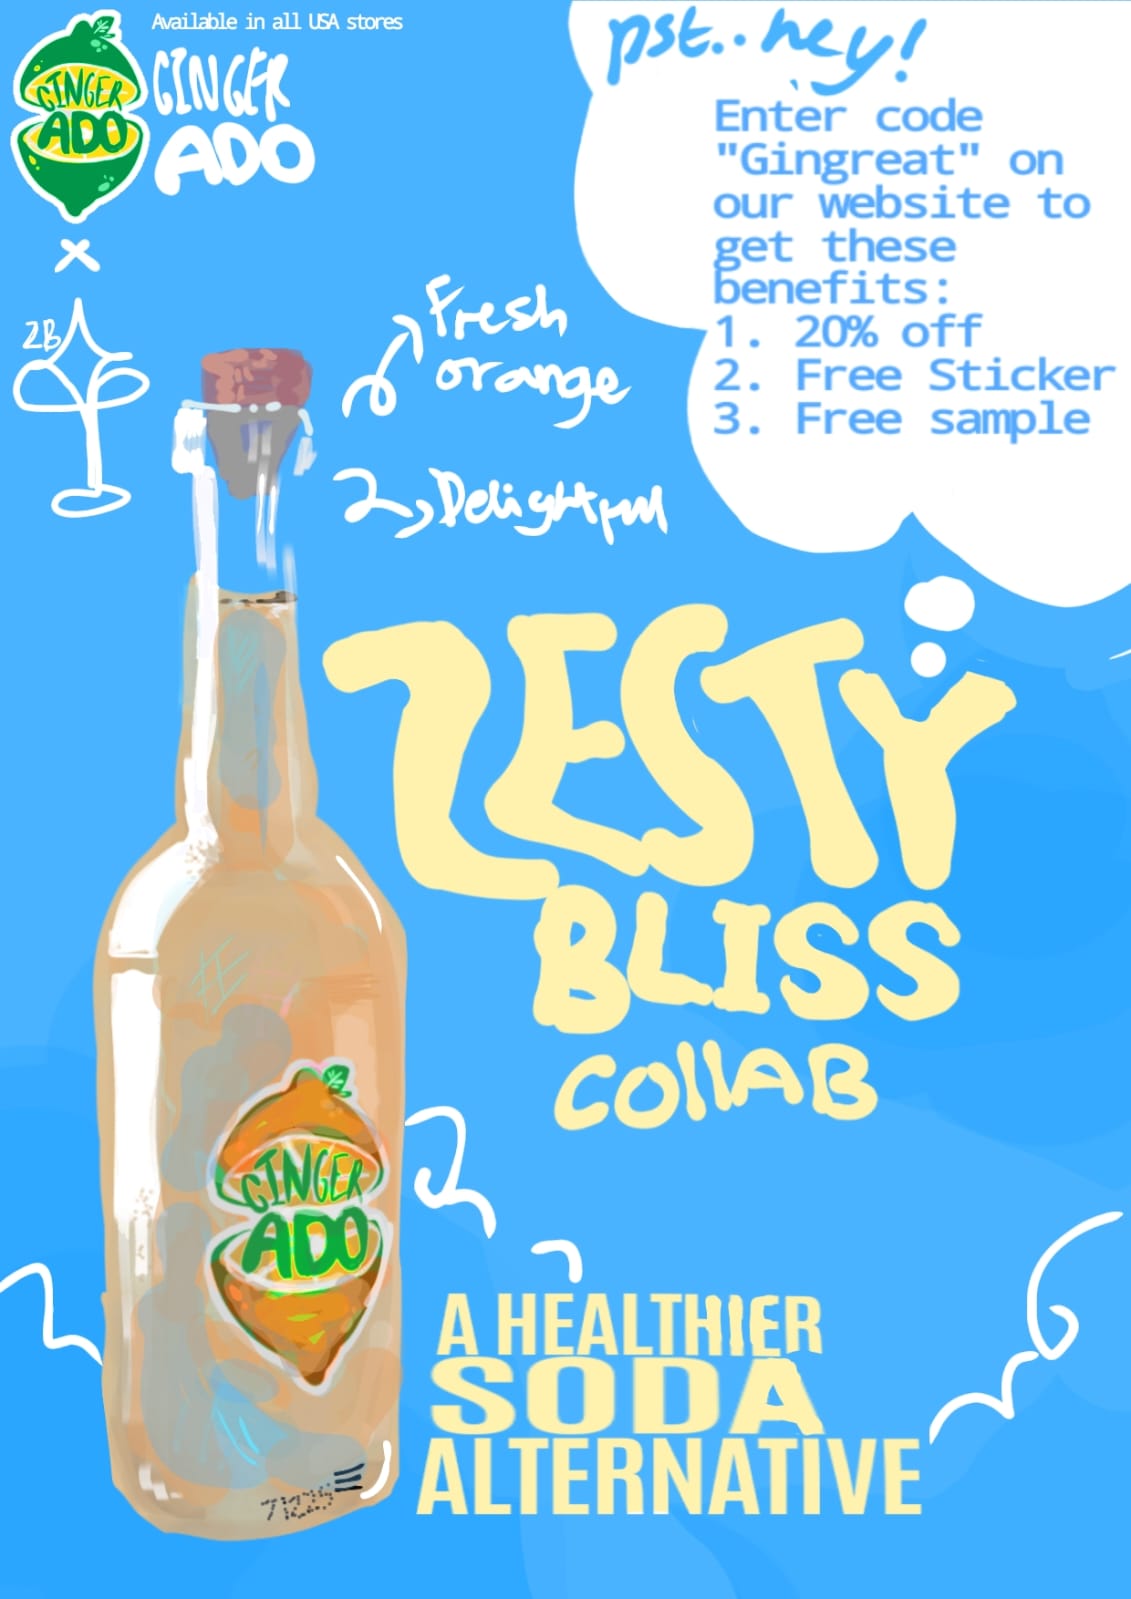 Available in all USA stores
GINGER
ADO
GINGER
ADO
x
ZB
pst..hey!
Enter code
"Gingreat" on
our website to
get these
benefits:
1. 20% off
2. Free Sticker
3. Free sample
Fresh
orange
Delightful
ZESTY
BLISS
COllAB
GINGER
ADO
A HEALTHIER
SODA
ALTERNATIVE